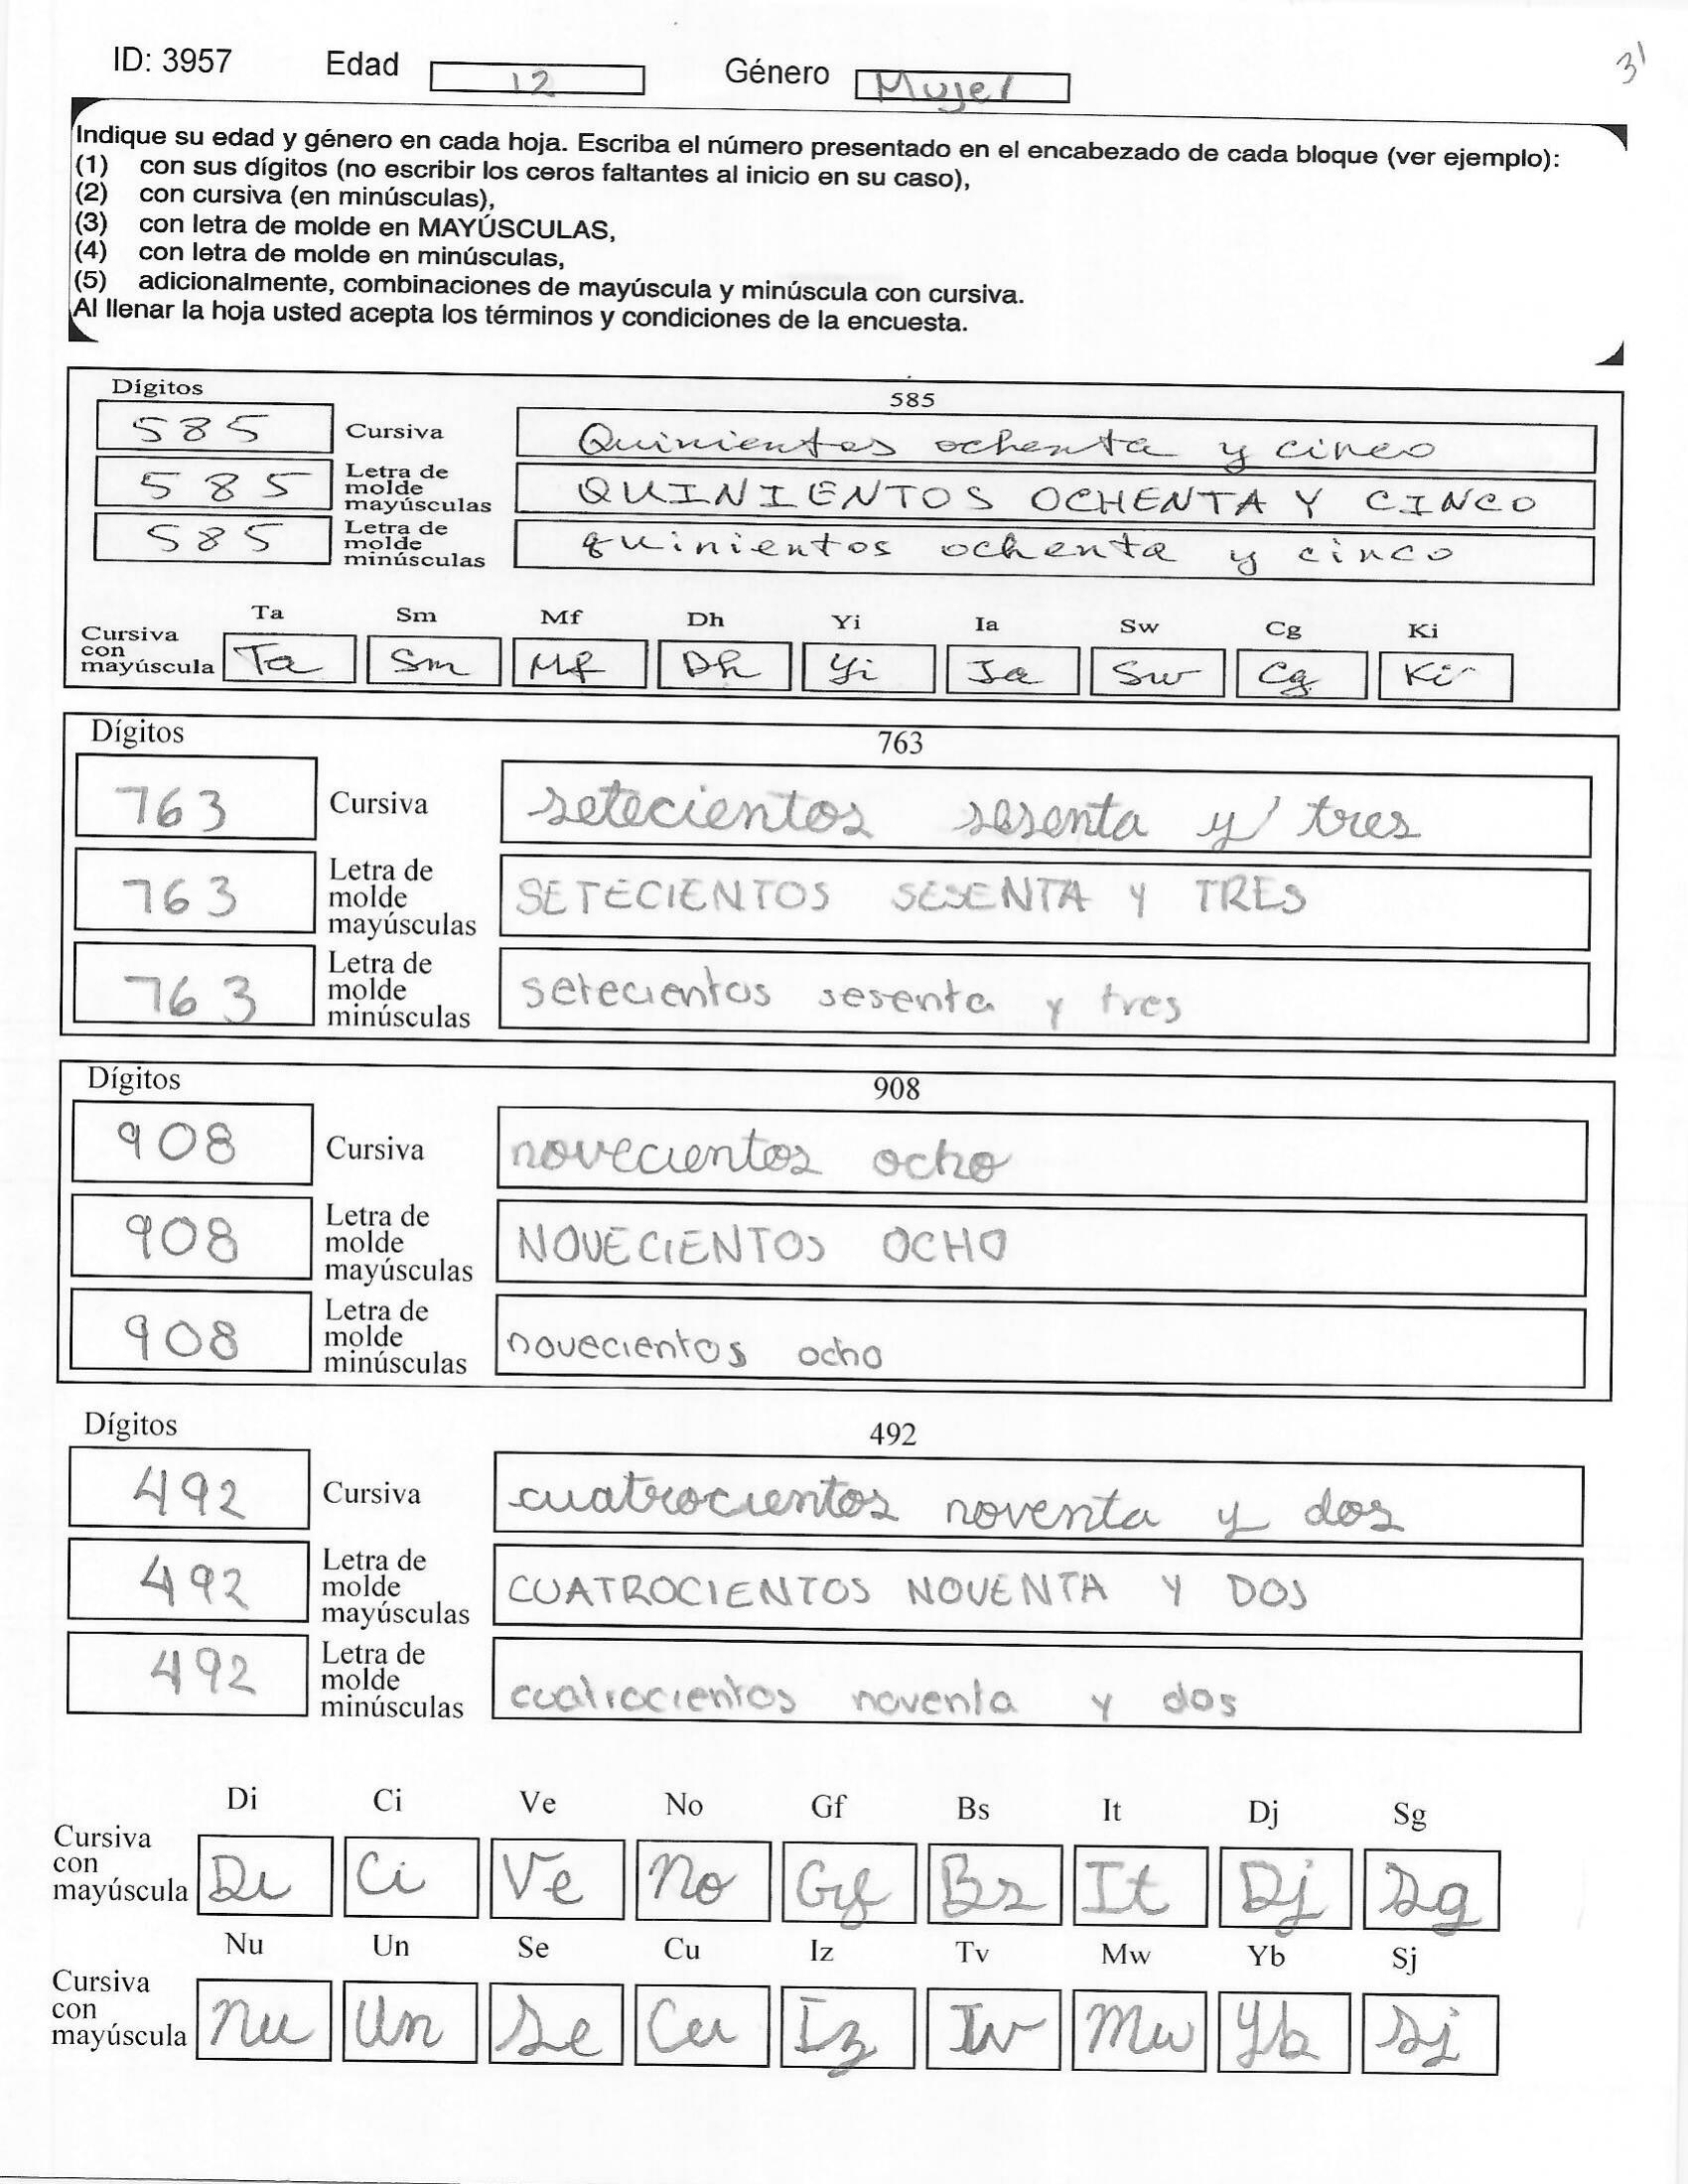 ID: 3957 Edad 12 Género Mujer 31
Indique su edad y género en cada hoja. Escriba el número presentado en el encabezado de cada bloque (ver ejemplo):
(1) con sus dígitos (no escribir los ceros faltantes al inicio en su caso),
(2) con cursiva (en minúsculas),
(3) con letra de molde en MAYÚSCULAS,
(4) con letra de molde en minúsculas,
(5) adicionalmente, combinaciones de mayúscula y minúscula con cursiva.
Al llenar la hoja usted acepta los términos y condiciones de la encuesta.
Dígitos 585
585 Cursiva Quinientos ochenta y cinco
585 Letra de molde mayúsculas QUINIENTOS OCHENTA Y CINCO
585 Letra de molde minúsculas quinientos ochenta y cinco
Ta Sm Mf Dh Yi Ia Sw Cg Ki
Cursiva con mayúscula Ta Sm Mf Dh Yi Ia Sw Cg Ki
Dígitos 763
763 Cursiva setecientos sesenta y tres
763 Letra de molde mayúsculas SETECIENTOS SESENTA Y TRES
763 Letra de molde minúsculas setecientos sesenta y tres
Dígitos 908
908 Cursiva novecientos ocho
908 Letra de molde mayúsculas NOVECIENTOS OCHO
908 Letra de molde minúsculas novecientos ocho
Dígitos 492
492 Cursiva cuatrocientos noventa y dos
492 Letra de molde mayúsculas CUATROCIENTOS NOVENTA Y DOS
492 Letra de molde minúsculas cuatrocientos noventa y dos
Di Ci Ve No Gf Bs It Dj Sg
Cursiva con mayúscula Di Ci Ve No Gf Bs It Dj Sg
Nu Un Se Cu Iz Tv Mw Yb Sj
Cursiva con mayúscula Nu Un Se Cu Iz Tv Mw Yb Sj